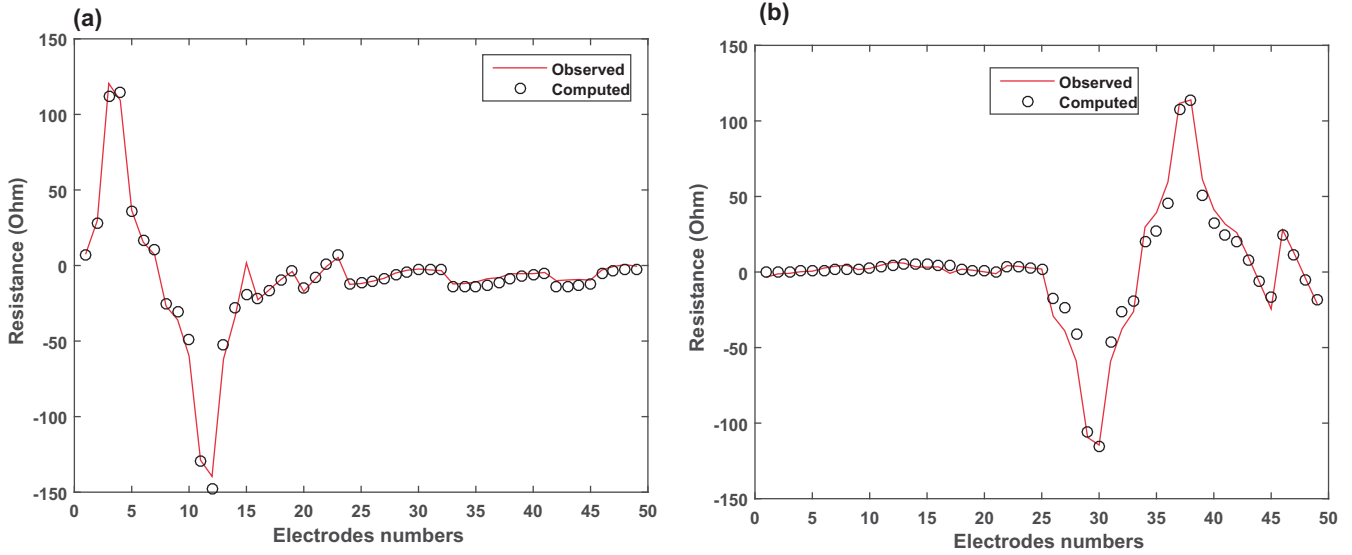 (a)
150
100
50
0
-50
-100
-150
Resistance (Ohm)
0 5 10 15 20 25 30 35 40 45 50
Electrodes numbers
Observed
Computed
(b)
150
100
50
0
-50
-100
-150
Resistance (Ohm)
0 5 10 15 20 25 30 35 40 45 50
Electrodes numbers
Observed
Computed